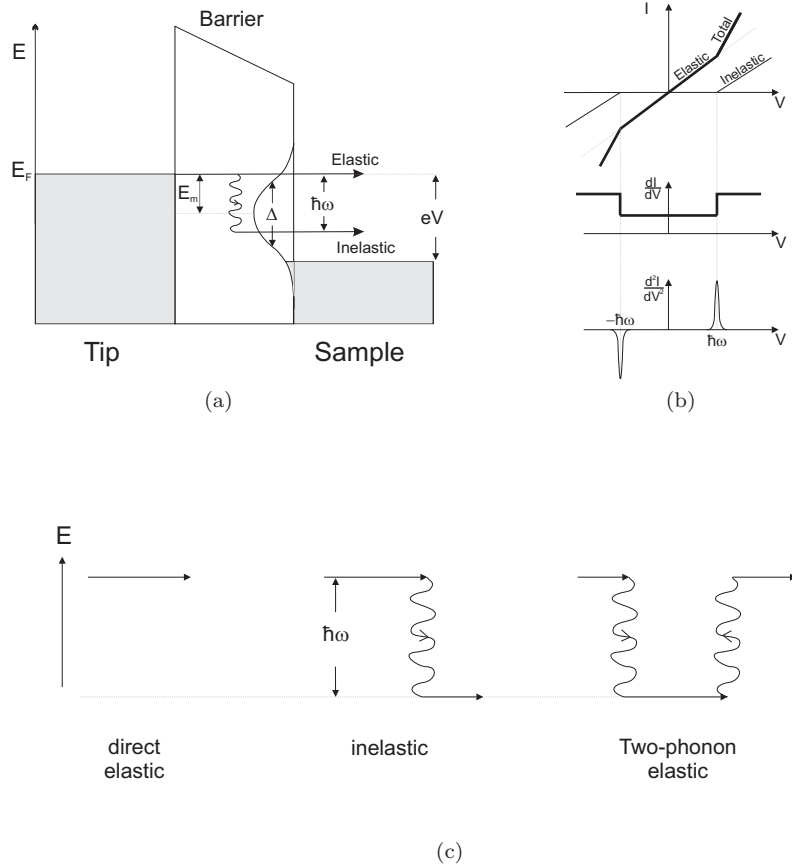 Barrier
E
E_F
Elastic
E_m
Δ
ħω
eV
Inelastic
Tip
Sample
(a)
I
Total
Elastic
Inelastic
V
dI
dV
V
d²I
dV²
−ħω
ħω
V
(b)
E
ħω
direct
elastic
inelastic
Two-phonon
elastic
(c)